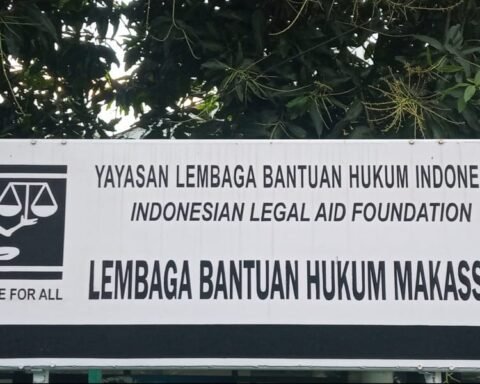 YAYASAN LEMBAGA BANTUAN HUKUM INDONE
INDONESIAN LEGAL AID FOUNDATION
LEMBAGA BANTUAN HUKUM MAKASS
E FOR ALL